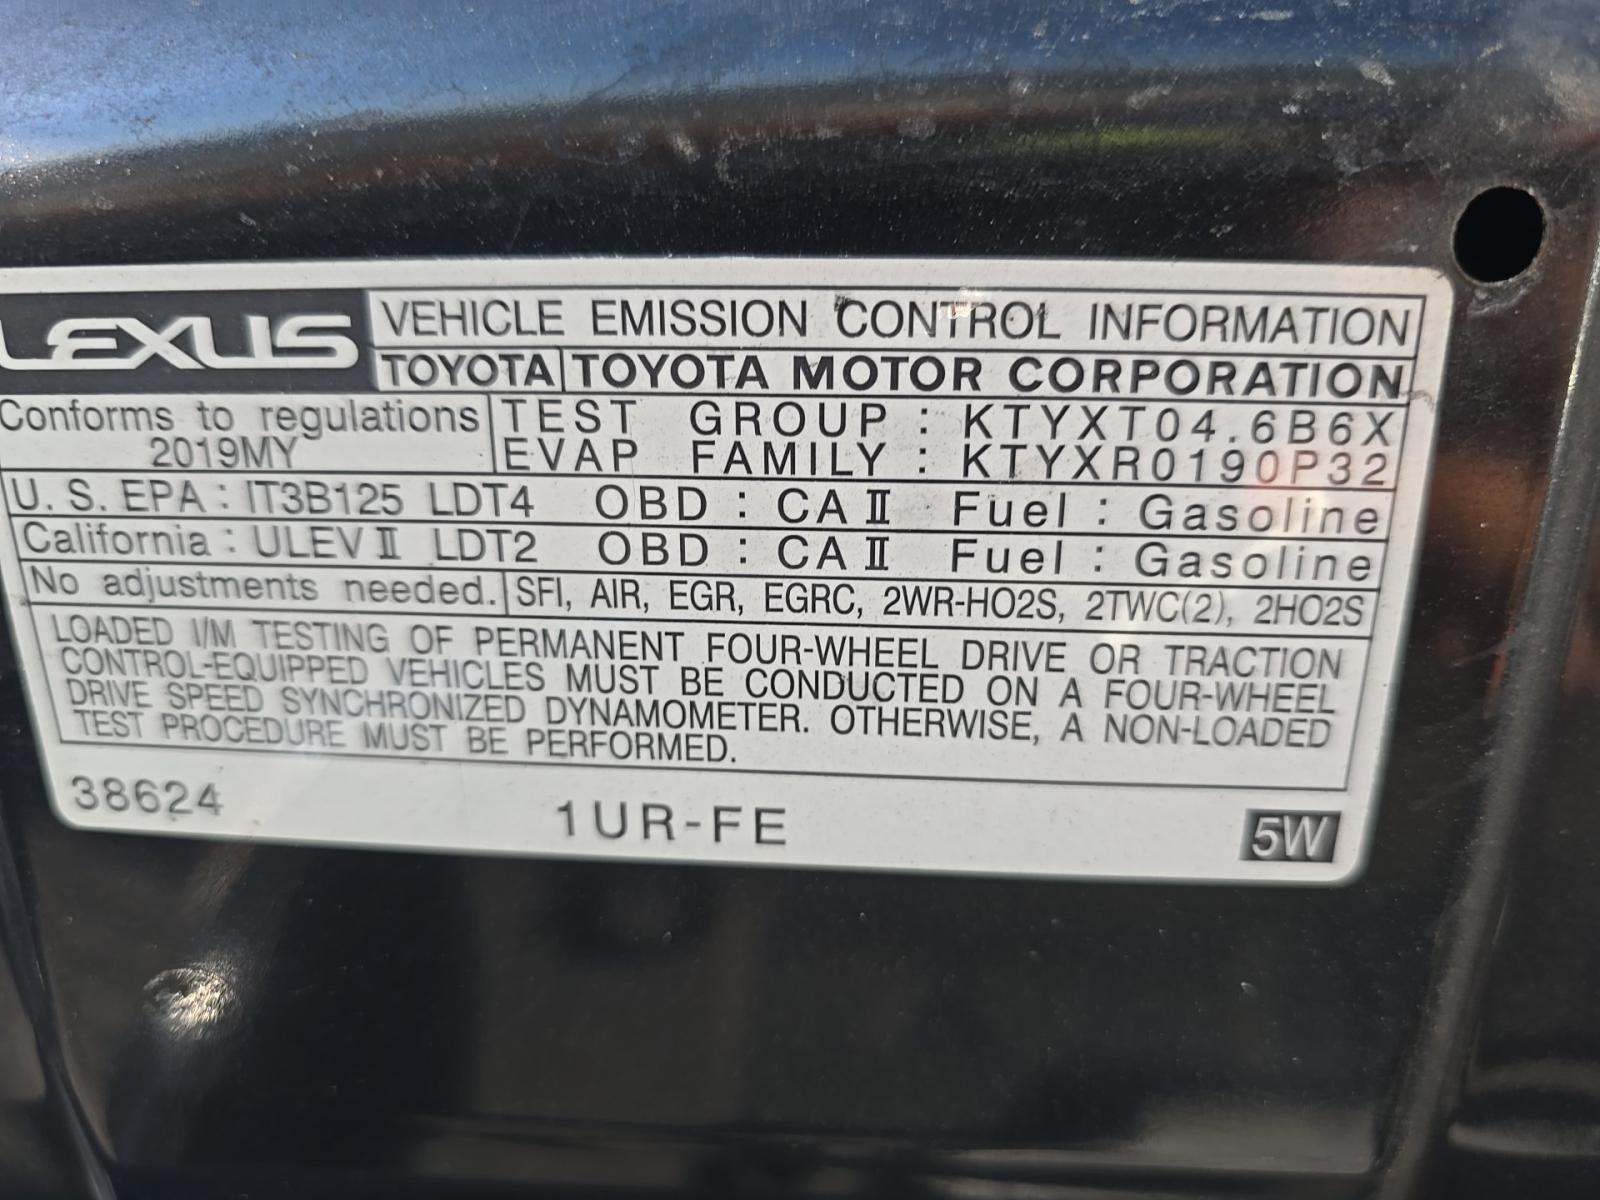 LEXUS VEHICLE EMISSION CONTROL INFORMATION
TOYOTA TOYOTA MOTOR CORPORATION
Conforms to regulations
2019MY
TEST GROUP : KTYXT04.6B6X
EVAP FAMILY : KTYXR0190P32
U. S. EPA : IT3B125 LDT4 OBD : CA II Fuel : Gasoline
California : ULEV II LDT2 OBD : CA II Fuel : Gasoline
No adjustments needed. SFI, AIR, EGR, EGRC, 2WR-HO2S, 2TWC(2), 2HO2S
LOADED I/M TESTING OF PERMANENT FOUR-WHEEL DRIVE OR TRACTION
CONTROL-EQUIPPED VEHICLES MUST BE CONDUCTED ON A FOUR-WHEEL
DRIVE SPEED SYNCHRONIZED DYNAMOMETER. OTHERWISE, A NON-LOADED
TEST PROCEDURE MUST BE PERFORMED.
38624 1UR-FE 5W